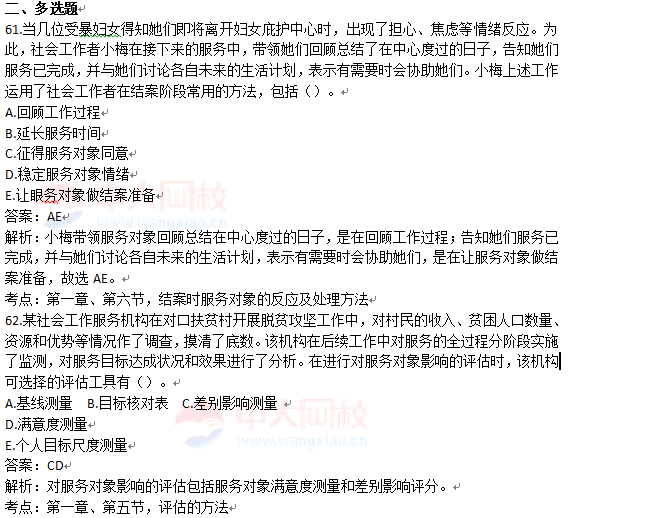 二、多选题
61.当几位受暴妇女得知她们即将离开妇女庇护中心时，出现了担心、焦虑等情绪反应。为
此，社会工作者小梅在接下来的服务中，带领她们回顾总结了在中心度过的日子，告知她们
服务已完成，并与她们讨论各自未来的生活计划，表示有需要时会协助她们。小梅上述工作
运用了社会工作者在结案阶段常用的方法，包括（）。
A.回顾工作过程
B.延长服务时间
C.征得服务对象同意
D.稳定服务对象情绪
E.让服务对象做结案准备
答案：AE
解析：小梅带领服务对象回顾总结在中心度过的日子，是在回顾工作过程；告知她们服务已
完成，并与她们讨论各自未来的生活计划，表示有需要时会协助她们，是在让服务对象做结
案准备，故选 AE。
考点：第一章、第六节，结案时服务对象的反应及处理方法
62.某社会工作服务机构在对口扶贫村开展脱贫攻坚工作中，对村民的收入、贫困人口数量、
资源和优势等情况作了调查，摸清了底数。该机构在后续工作中对服务的全过程分阶段实施
了监测，对服务目标达成状况和效果进行了分析。在进行对服务对象影响的评估时，该机构
可选择的评估工具有（）。
A.基线测量 B.目标核对表 C.差别影响测量
D.满意度测量
E.个人目标尺度测量
答案：CD
解析：对服务对象影响的评估包括服务对象满意度测量和差别影响评分。
考点：第一章、第五节，评估的方法
中大网校
www.wangxiao.cn
中大网校
www.wangxiao.cn